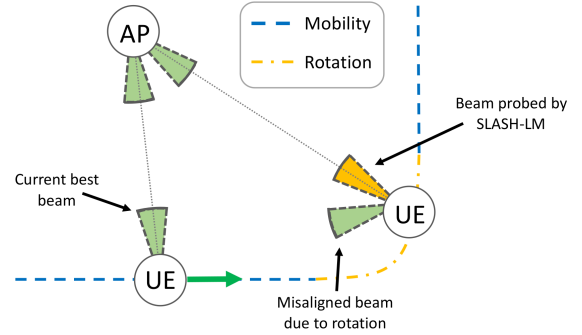 AP
Mobility
Rotation
Beam probed by
SLASH-LM
Current best
beam
UE
UE
Misaligned beam
due to rotation